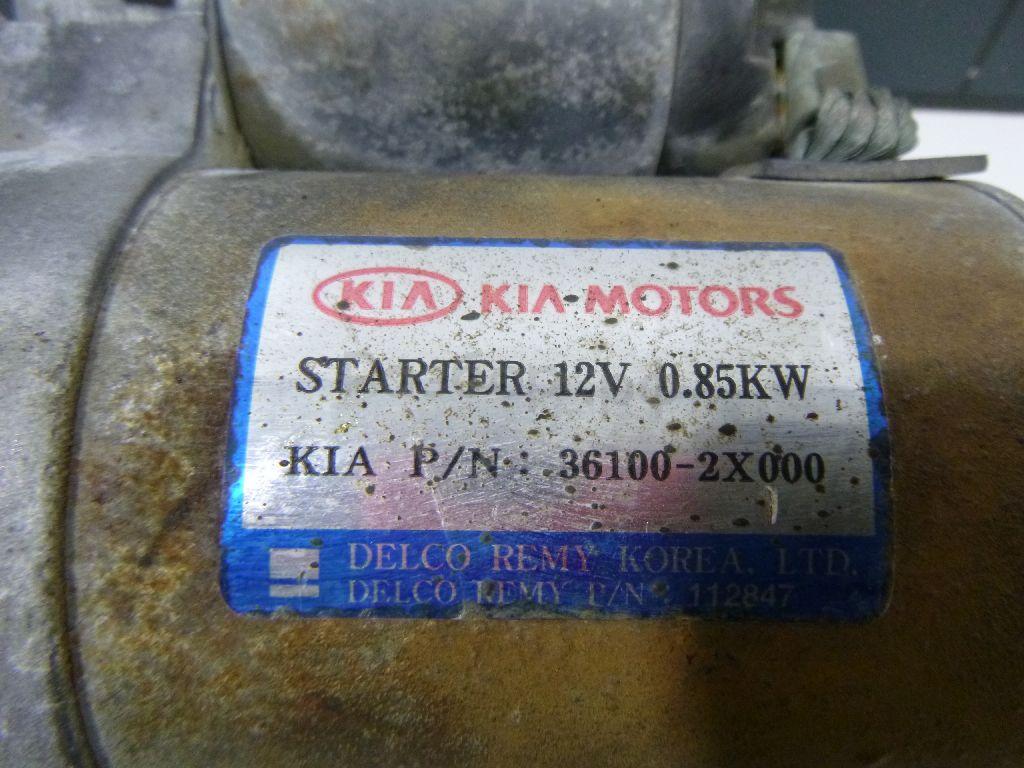 KIA KIA MOTORS
STARTER 12V 0.85KW
KIA P/N: 36100-2X000
DELCO REMY KOREA, LTD.
DELCO REMY P/N : 112847